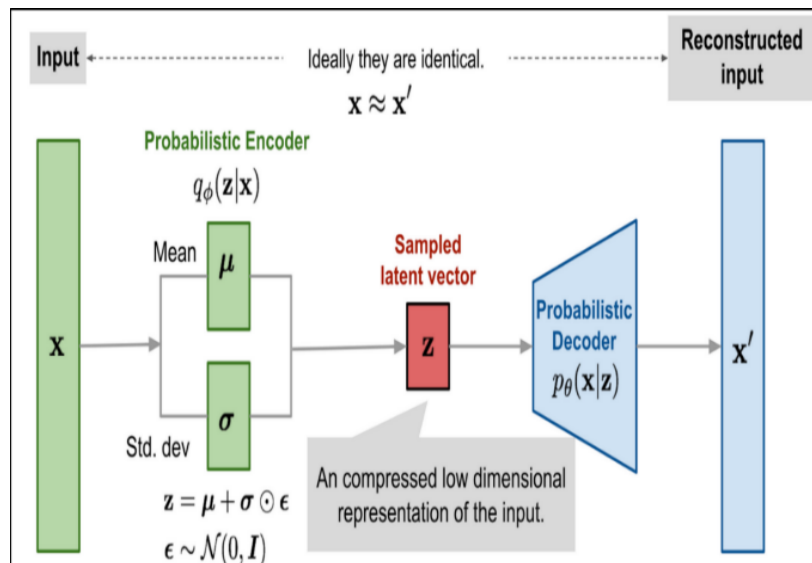 Input
Ideally they are identical.
x ≈ x′
Reconstructed
input
Probabilistic Encoder
qϕ(z|x)
Mean
μ
Sampled
latent vector
x
z
Probabilistic
Decoder
pθ(x|z)
x′
σ
Std. dev
An compressed low dimensional
representation of the input.
z = μ + σ ⊙ ϵ
ϵ ∼ 𝒩(0, I)